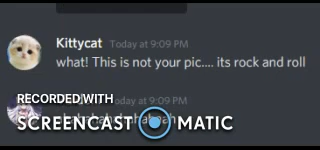 Kittycat Today at 9:09 PM
what! This is not your pic.... its rock and roll
RECORDED WITH
SCREENCAST MATIC